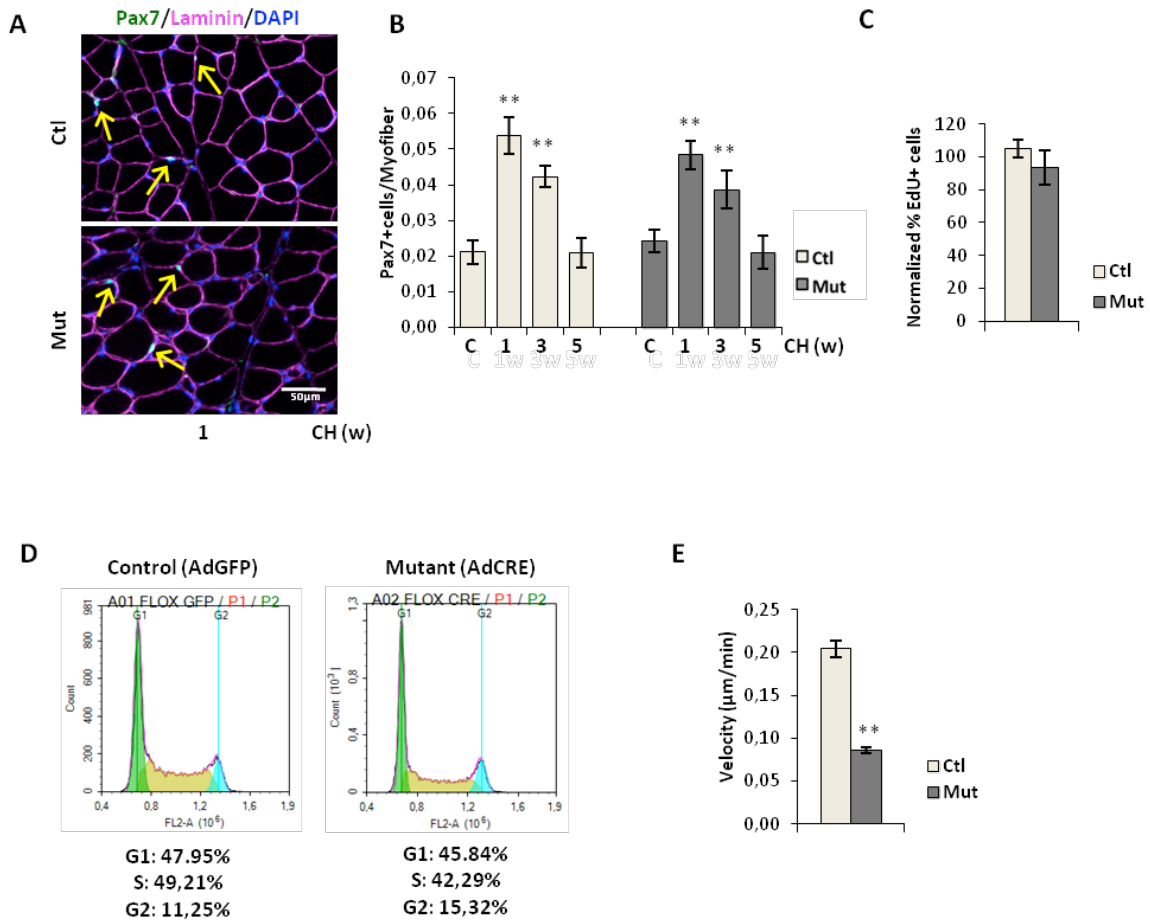 A
Pax7/Laminin/DAPI
Ctl
Mut
50µm
1 CH (w)
B
Pax7+cells/Myofiber
0,08
0,07
0,06
0,05
0,04
0,03
0,02
0,01
0,00
** ** ** **
C 1 3 5 C 1 3 5 CH (w)
C 1w 3w 5w C 1w 3w 5w
Ctl
Mut
C
Normalized % EdU+ cells
120
100
80
60
40
20
0
Ctl
Mut
D
Control (AdGFP)
A01 FLOX GFP / P1 / P2
G1 G2
Count
981
800
600
400
200
0
0,4 0,8 1,2 1,6 1,9
FL2-A (10⁶)
G1: 47.95%
S: 49,21%
G2: 11,25%
Mutant (AdCRE)
A02 FLOX CRE / P1 / P2
G1 G2
Count (10³)
1,3
0,8
0,4
0
0,4 0,8 1,2 1,6 1,9
FL2-A (10⁶)
G1: 45.84%
S: 42,29%
G2: 15,32%
E
Velocity (µm/min)
0,25
0,20
0,15
0,10
0,05
0,00
**
Ctl
Mut